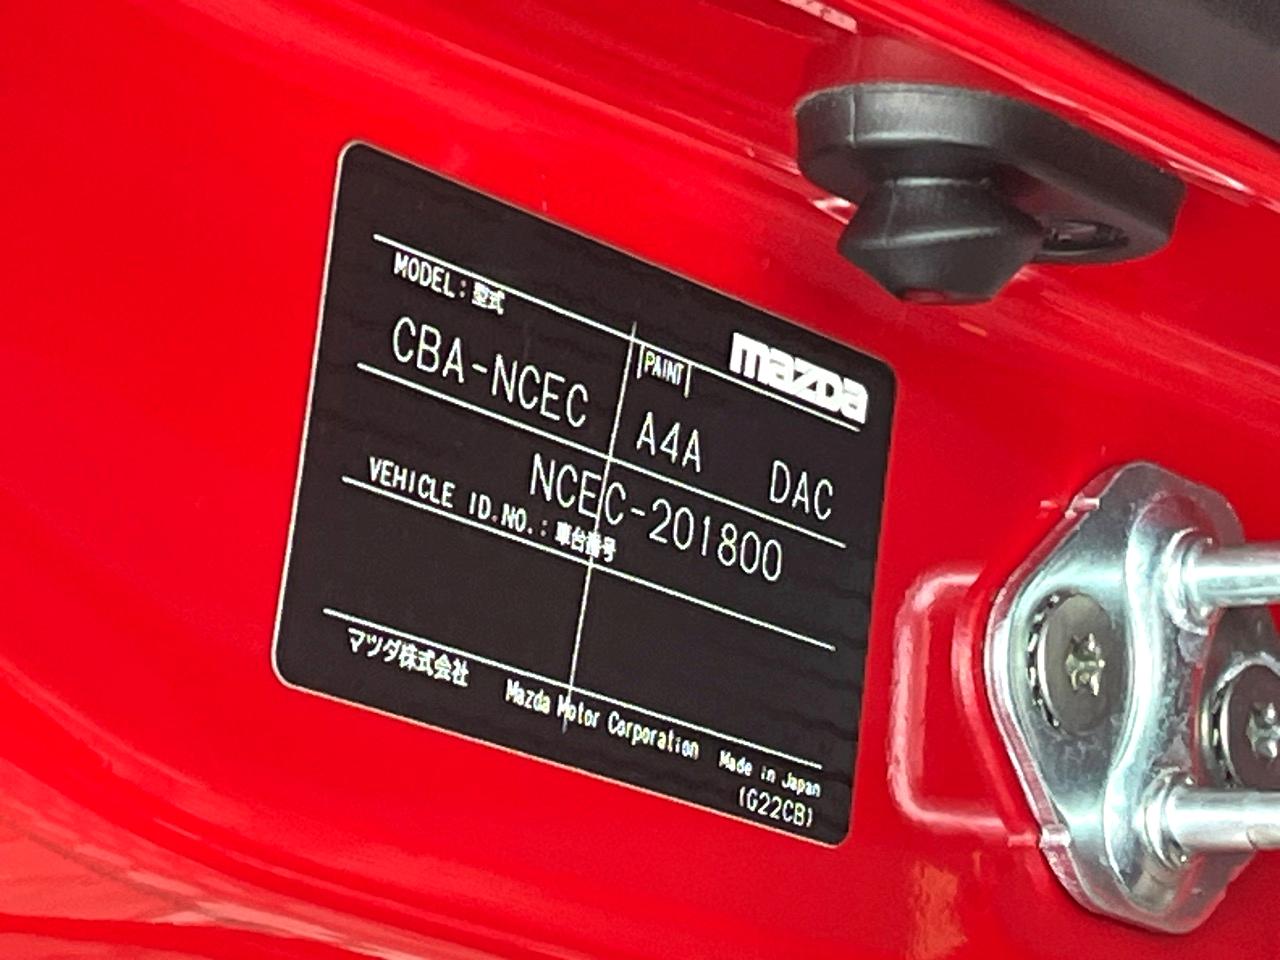 MODEL:型式
CBA-NCEC
PAINT
A4A DAC
mazda
NCEC-201800
VEHICLE ID.NO.:車台番号
マツダ株式会社 Mazda Motor Corporation Made in Japan
(G22CB)